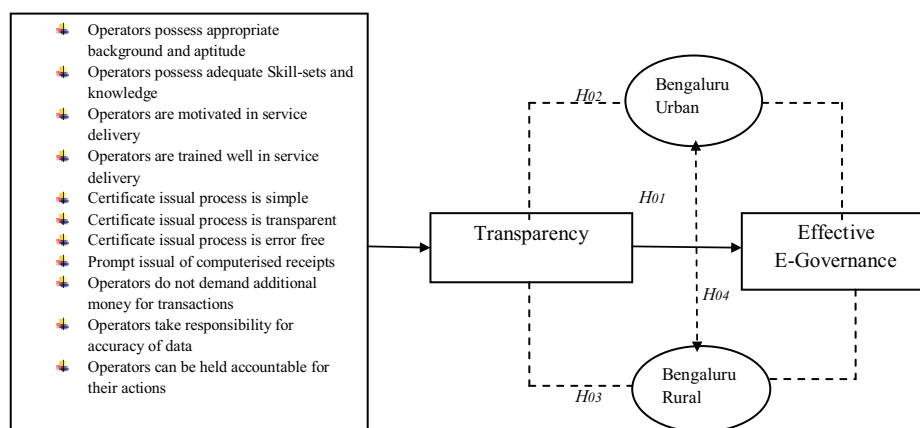 Operators possess appropriate
background and aptitude
Operators possess adequate Skill-sets and
knowledge
Operators are motivated in service
delivery
Operators are trained well in service
delivery
Certificate issual process is simple
Certificate issual process is transparent
Certificate issual process is error free
Prompt issual of computerised receipts
Operators do not demand additional
money for transactions
Operators take responsibility for
accuracy of data
Operators can be held accountable for
their actions
Transparency
H02
Bengaluru
Urban
H01
Effective
E-Governance
H04
H03
Bengaluru
Rural